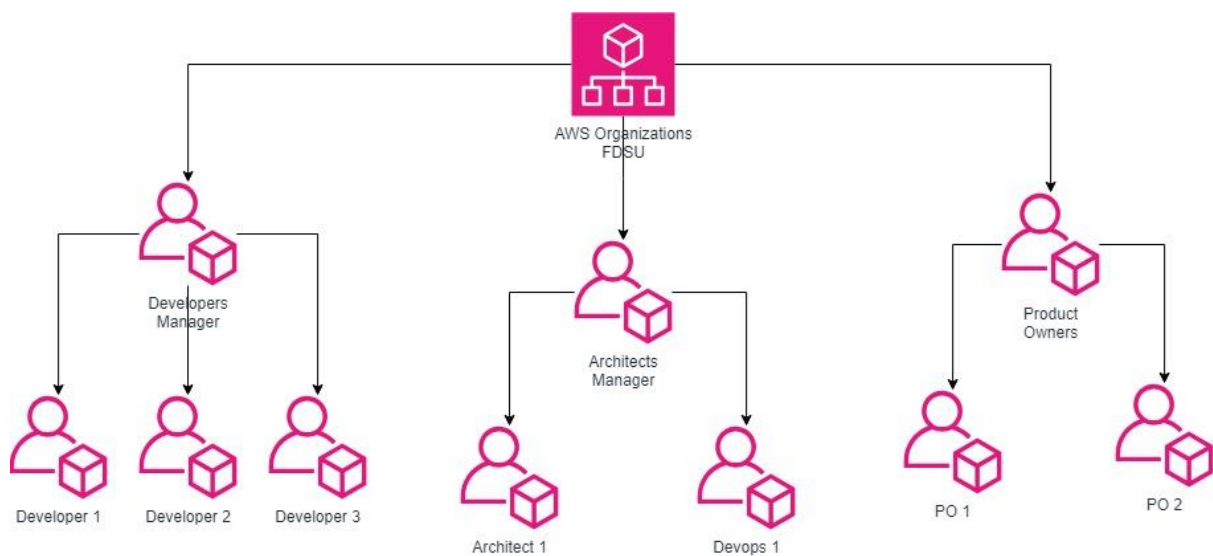 AWS Organizations
FDSU
Developers
Manager
Architects
Manager
Product
Owners
Developer 1
Developer 2
Developer 3
Architect 1
Devops 1
PO 1
PO 2